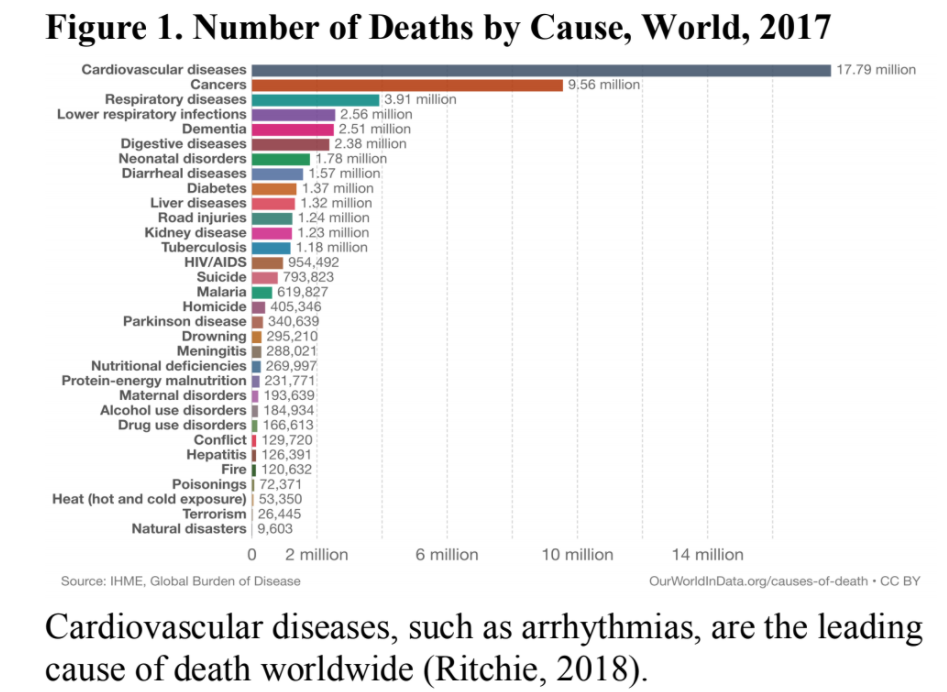 Figure 1. Number of Deaths by Cause, World, 2017
Cardiovascular diseases 17.79 million
Cancers 9.56 million
Respiratory diseases 3.91 million
Lower respiratory infections 2.56 million
Dementia 2.51 million
Digestive diseases 2.38 million
Neonatal disorders 1.78 million
Diarrheal diseases 1.57 million
Diabetes 1.37 million
Liver diseases 1.32 million
Road injuries 1.24 million
Kidney disease 1.23 million
Tuberculosis 1.18 million
HIV/AIDS 954,492
Suicide 793,823
Malaria 619,827
Homicide 405,346
Parkinson disease 340,639
Drowning 295,210
Meningitis 288,021
Nutritional deficiencies 269,997
Protein-energy malnutrition 231,771
Maternal disorders 193,639
Alcohol use disorders 184,934
Drug use disorders 166,613
Conflict 129,720
Hepatitis 126,391
Fire 120,632
Poisonings 72,371
Heat (hot and cold exposure) 53,350
Terrorism 26,445
Natural disasters 9,603
0 2 million 6 million 10 million 14 million
Source: IHME, Global Burden of Disease OurWorldInData.org/causes-of-death • CC BY
Cardiovascular diseases, such as arrhythmias, are the leading
cause of death worldwide (Ritchie, 2018).